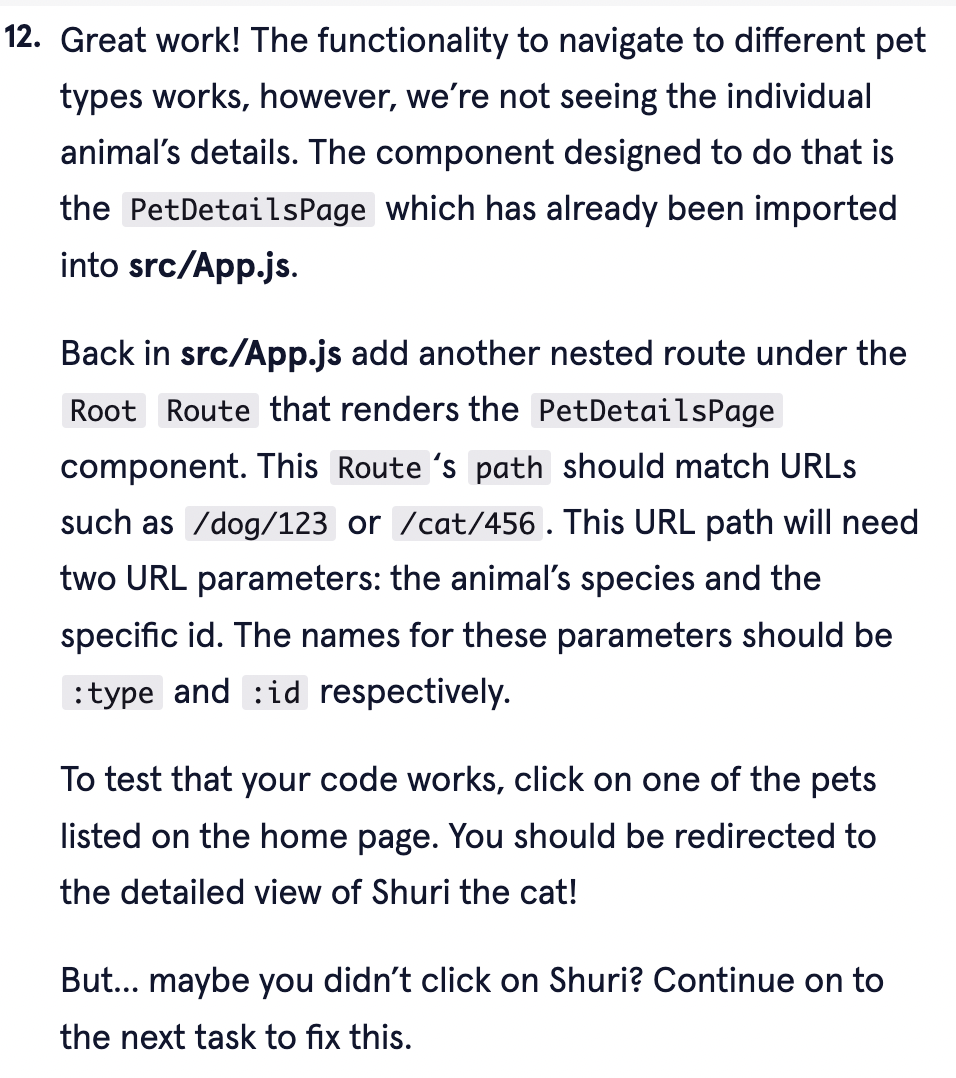 12. Great work! The functionality to navigate to different pet
types works, however, we’re not seeing the individual
animal’s details. The component designed to do that is
the PetDetailsPage which has already been imported
into src/App.js.
Back in src/App.js add another nested route under the
Root Route that renders the PetDetailsPage
component. This Route ‘s path should match URLs
such as /dog/123 or /cat/456 . This URL path will need
two URL parameters: the animal’s species and the
specific id. The names for these parameters should be
:type and :id respectively.
To test that your code works, click on one of the pets
listed on the home page. You should be redirected to
the detailed view of Shuri the cat!
But… maybe you didn’t click on Shuri? Continue on to
the next task to fix this.